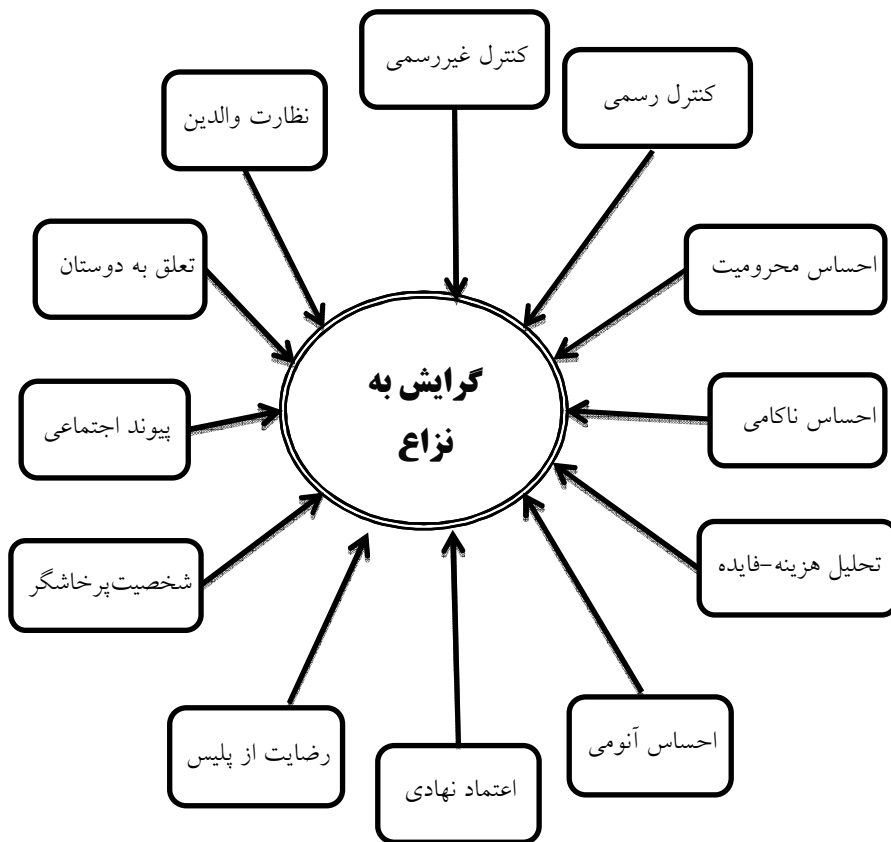 کنترل غیررسمی
کنترل رسمی
نظارت والدین
احساس محرومیت
تعلق به دوستان
گرایش به
نزاع
احساس ناکامی
پیوند اجتماعی
تحلیل هزینه-فایده
شخصیت‌پرخاشگر
احساس آنومی
رضایت از پلیس
اعتماد نهادی